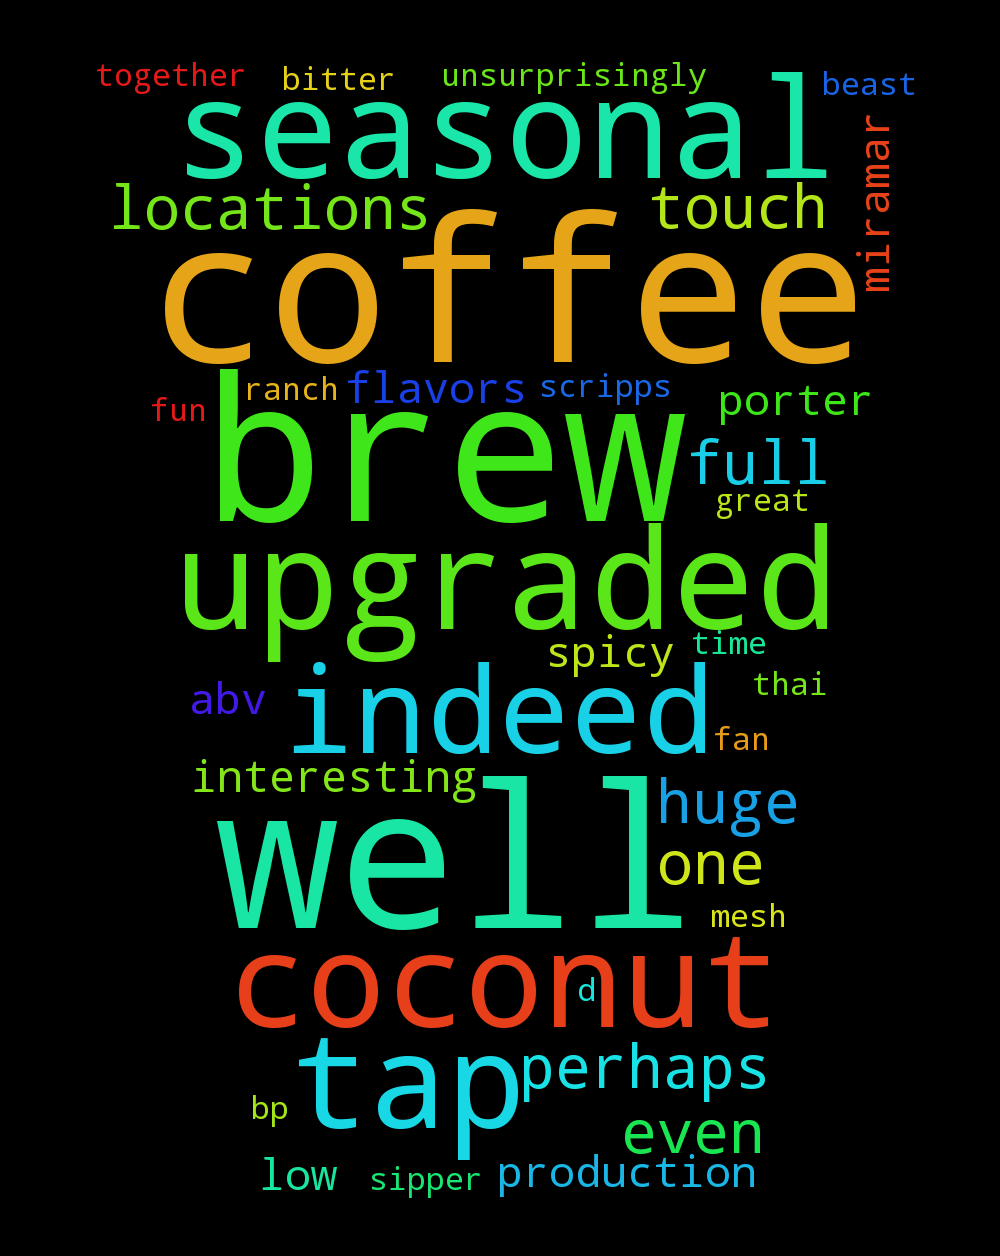 together bitter unsurprisingly beast
seasonal
miramar
locations touch
coffee
fun ranch flavors scripps porter
brew
full
great
upgraded
spicy time
abv indeed thai
fan
interesting huge
well
one
mesh
coconut
d
tap perhaps
bp even
low sipper production